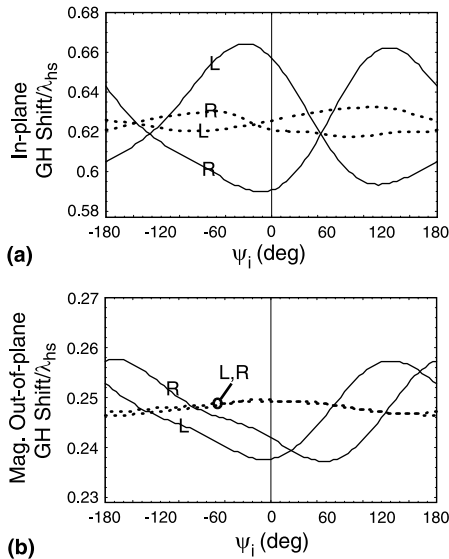 0.68
0.66
0.64
0.62
0.6
0.58
In-plane
GH Shift/λhs
L
R
L
R
-180 -120 -60 0 60 120 180
(a)
ψi (deg)
0.27
0.26
0.25
0.24
0.23
Mag. Out-of-plane
GH Shift/λhs
L,R
R
L
-180 -120 -60 0 60 120 180
(b)
ψi (deg)